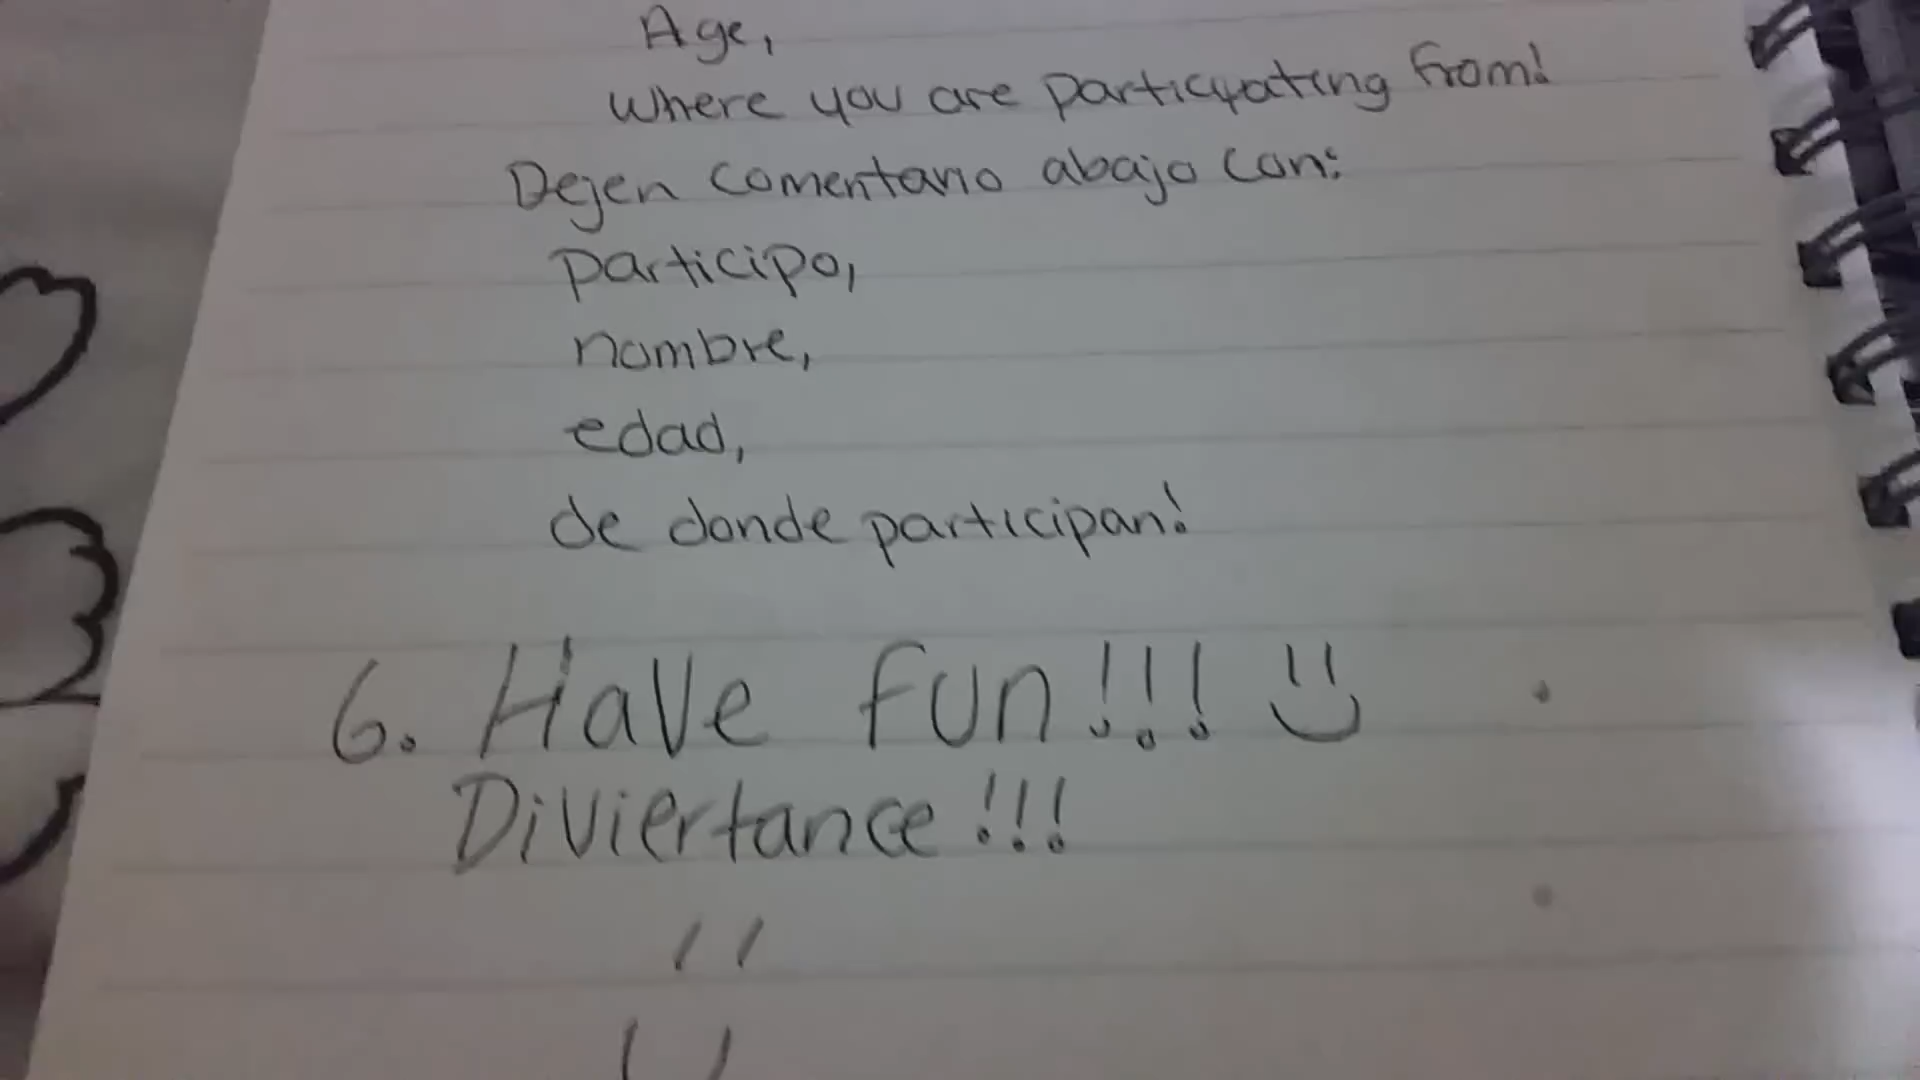 Age,
Where you are participating from!
Dejen comentario abajo con:
participo,
nombre,
edad,
de donde participan!
6. Have fun!!!
Diviertance!!!